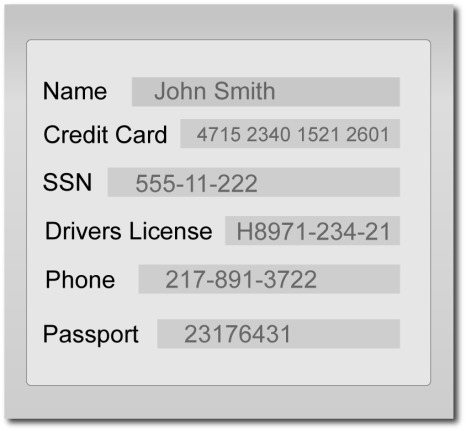 Name John Smith
Credit Card 4715 2340 1521 2601
SSN 555-11-222
Drivers License H8971-234-21
Phone 217-891-3722
Passport 23176431